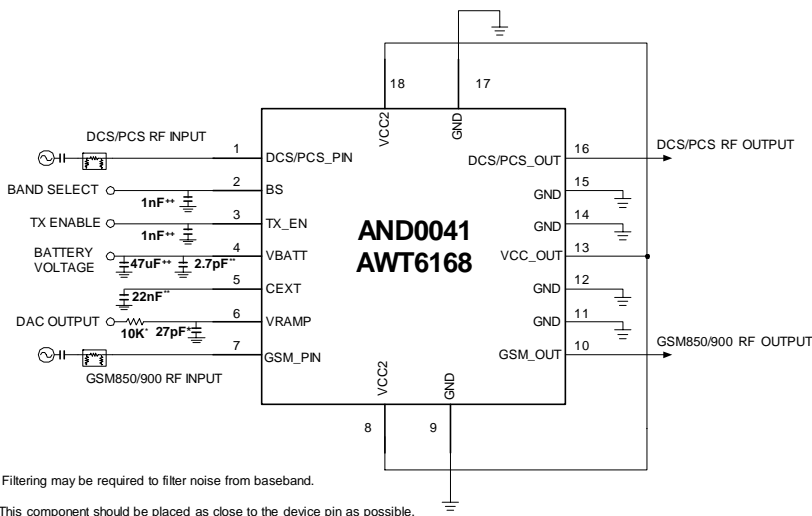 18
17
VCC2
GND
DCS/PCS RF INPUT
1
DCS/PCS_PIN
DCS/PCS_OUT
16
DCS/PCS RF OUTPUT
BAND SELECT
1nF++
2
BS
GND
15
TX ENABLE
1nF++
3
TX_EN
GND
14
AND0041
AWT6168
BATTERY
VOLTAGE
47uF++
2.7pF**
4
VBATT
VCC_OUT
13
22nF**
5
CEXT
GND
12
DAC OUTPUT
10K*
27pF*
6
VRAMP
GND
11
7
GSM_PIN
GSM_OUT
10
GSM850/900 RF OUTPUT
GSM850/900 RF INPUT
VCC2
GND
8
9
Filtering may be required to filter noise from baseband.
This component should be placed as close to the device pin as possible.